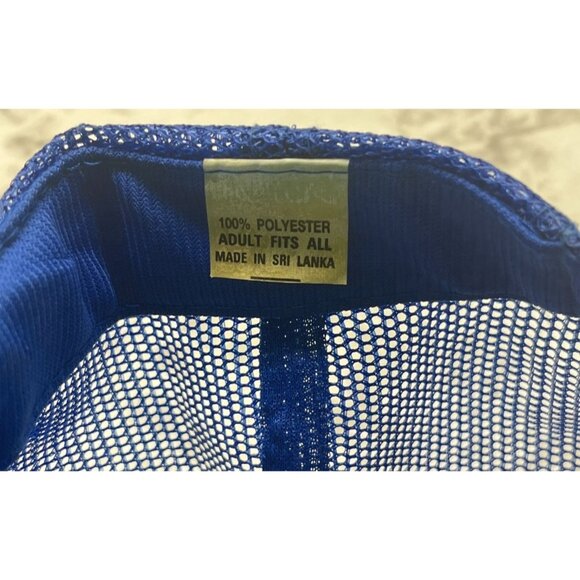 100% POLYESTER
ADULT FITS ALL
MADE IN SRI LANKA